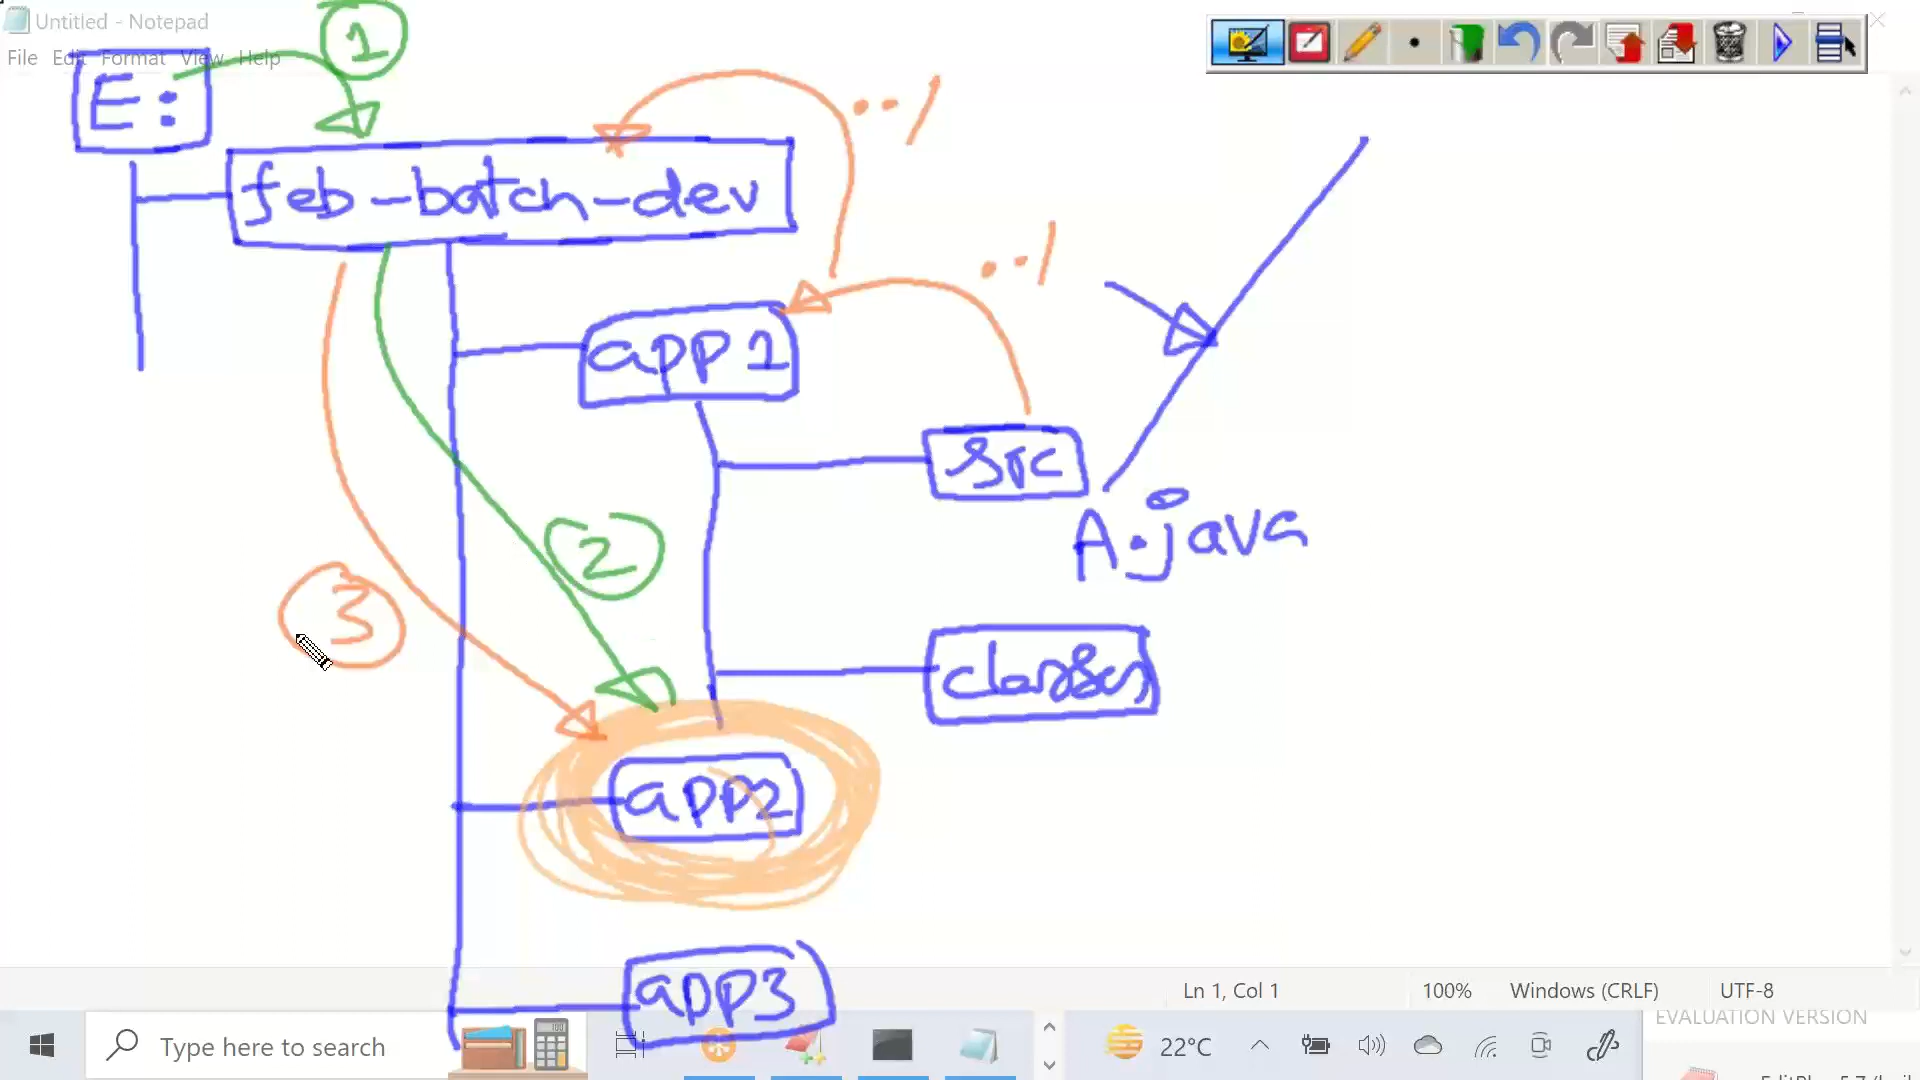 Untitled - Notepad
File Edit Format View Help
1
E:
../
feb-batch-dev
../
app1
src
A.java
2
3
classes
app2
app3
Ln 1, Col 1
100%
Windows (CRLF)
UTF-8
EVALUATION VERSION
Type here to search
22°C